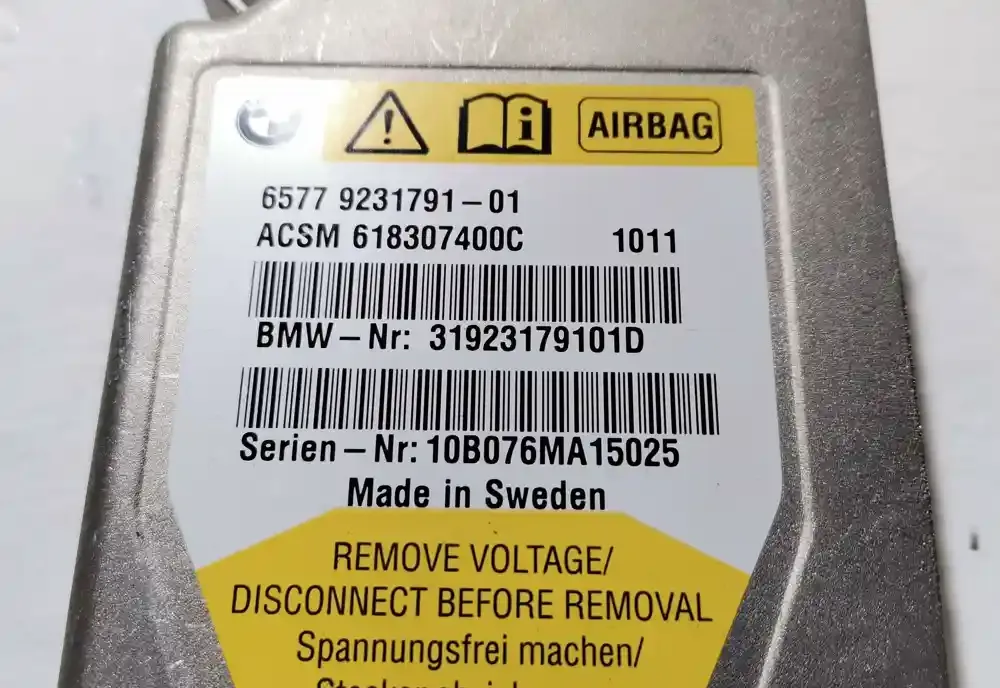 AIRBAG
6577 9231791-01
ACSM 618307400C 1011
BMW-Nr: 31923179101D
Serien-Nr: 10B076MA15025
Made in Sweden
REMOVE VOLTAGE/
DISCONNECT BEFORE REMOVAL
Spannungsfrei machen/